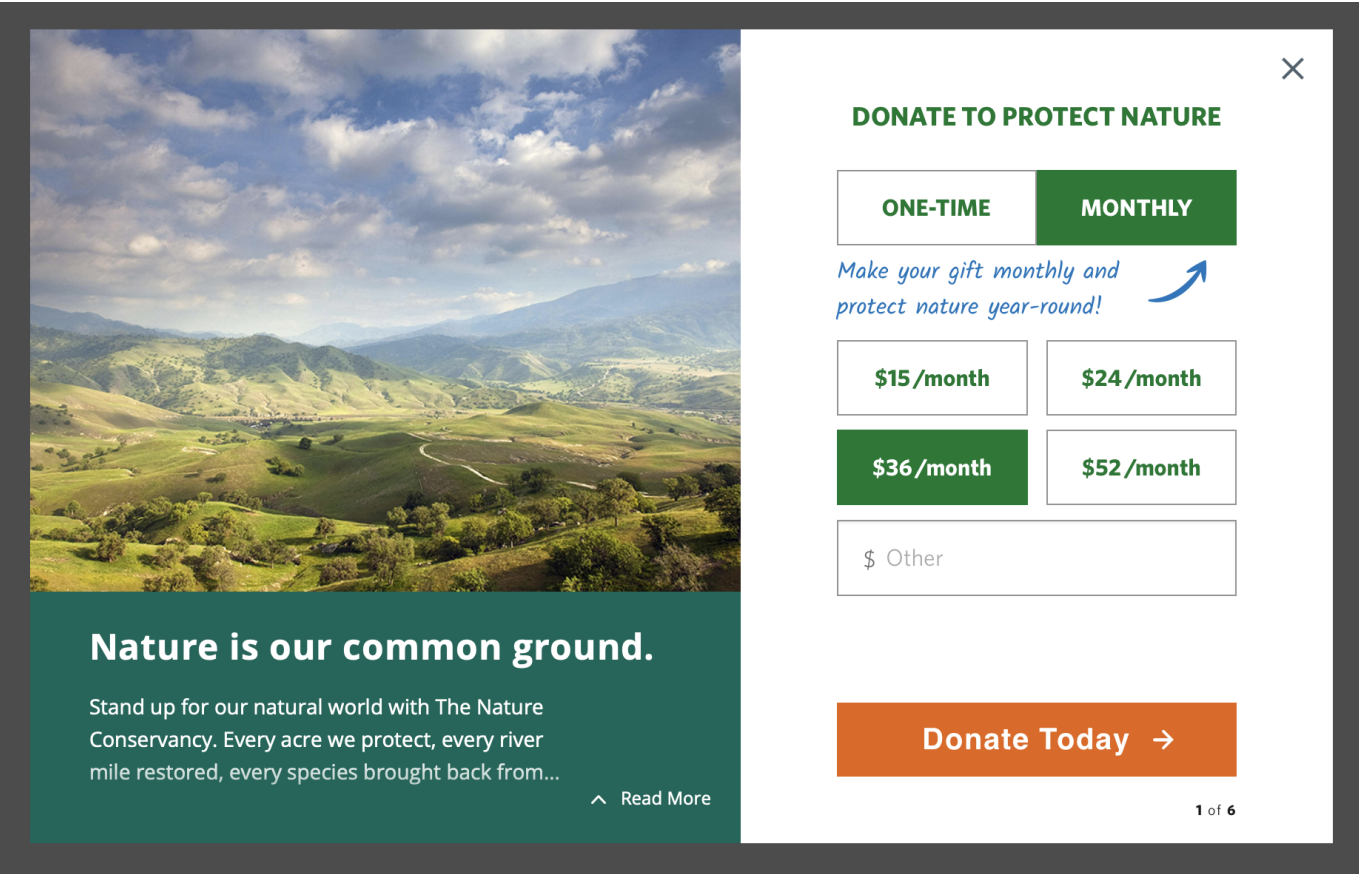 DONATE TO PROTECT NATURE
ONE-TIME
MONTHLY
Make your gift monthly and
protect nature year-round!
$15/month
$24/month
$36/month
$52/month
$ Other
Donate Today
1 of 6
Nature is our common ground.
Stand up for our natural world with The Nature
Conservancy. Every acre we protect, every river
mile restored, every species brought back from...
Read More